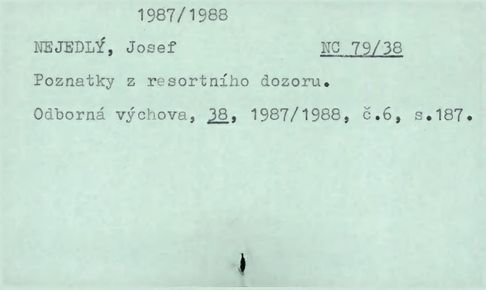 1987/1988
NEJEDLÝ, Josef NC 79/38
Poznatky z resortního dozoru.
Odborná výchova, 38, 1987/1988, č.6, s.187.